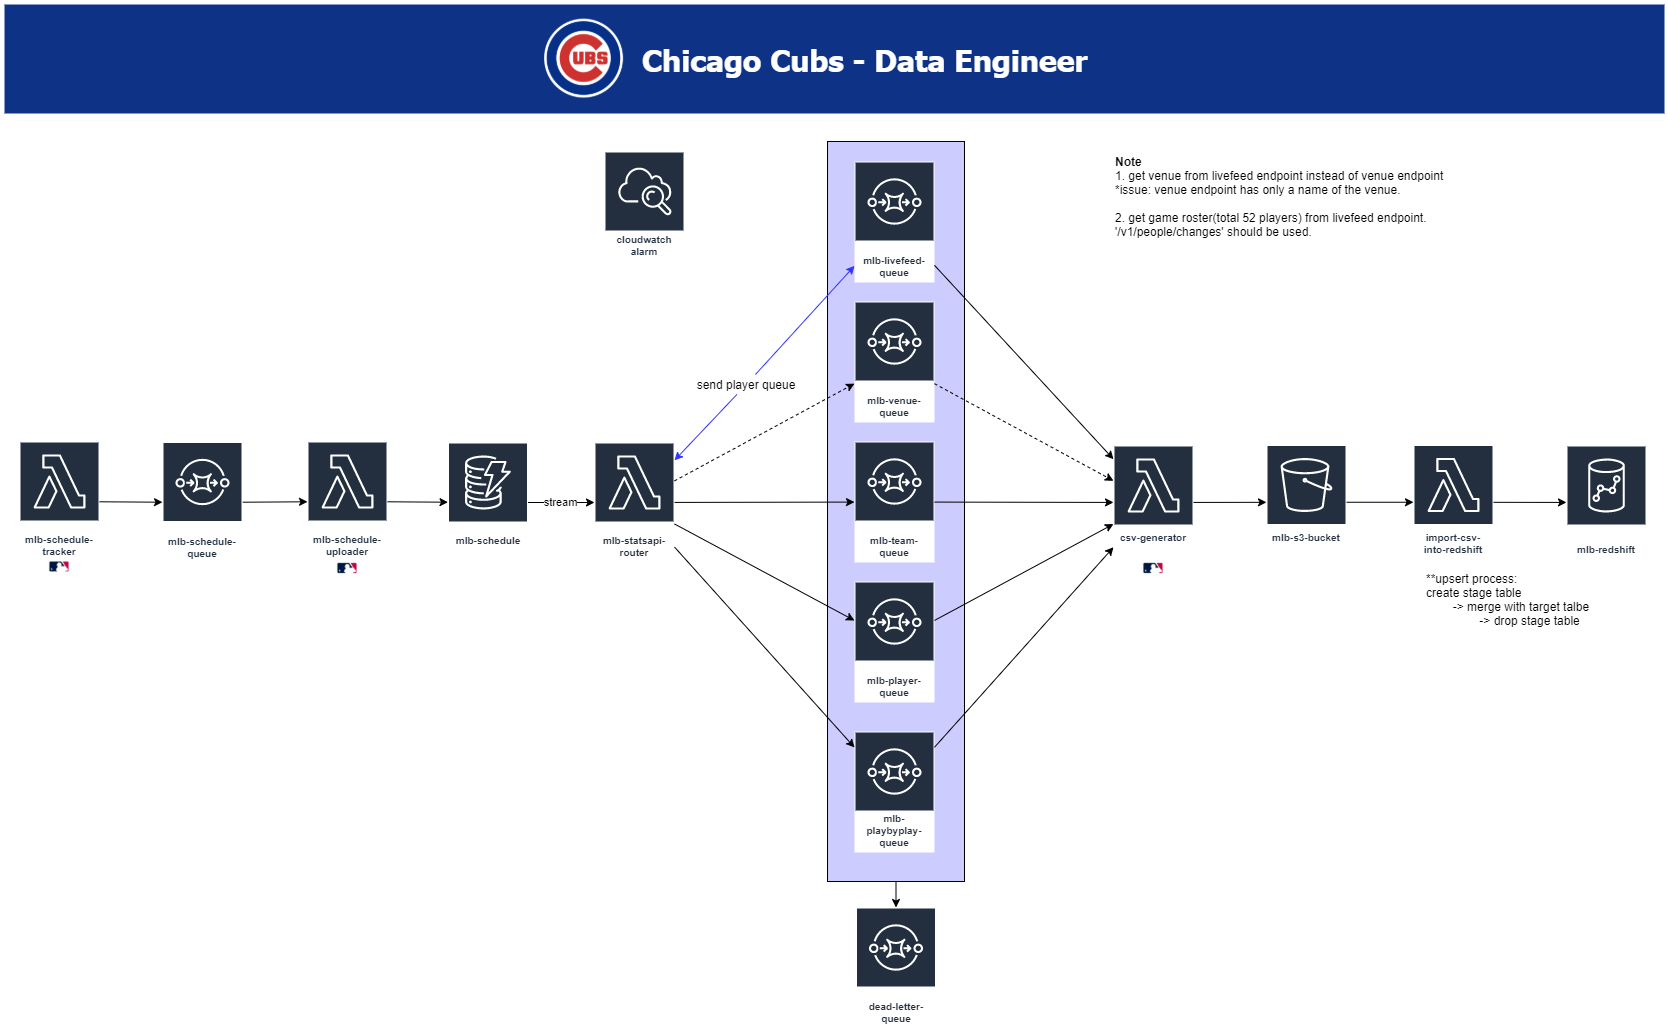 UBS
Chicago Cubs - Data Engineer
cloudwatch
alarm
Note
1. get venue from livefeed endpoint instead of venue endpoint
*issue: venue endpoint has only a name of the venue.
2. get game roster(total 52 players) from livefeed endpoint.
'/v1/people/changes' should be used.
mlb-livefeed-
queue
send player queue
mlb-venue-
queue
mlb-schedule-
tracker
mlb-schedule-
queue
mlb-schedule-
uploader
mlb-schedule
stream
mlb-statsapi-
router
mlb-team-
queue
csv-generator
mlb-s3-bucket
import-csv-
into-redshift
mlb-redshift
**upsert process:
create stage table
-> merge with target talbe
-> drop stage table
mlb-player-
queue
mlb-
playbyplay-
queue
dead-letter-
queue